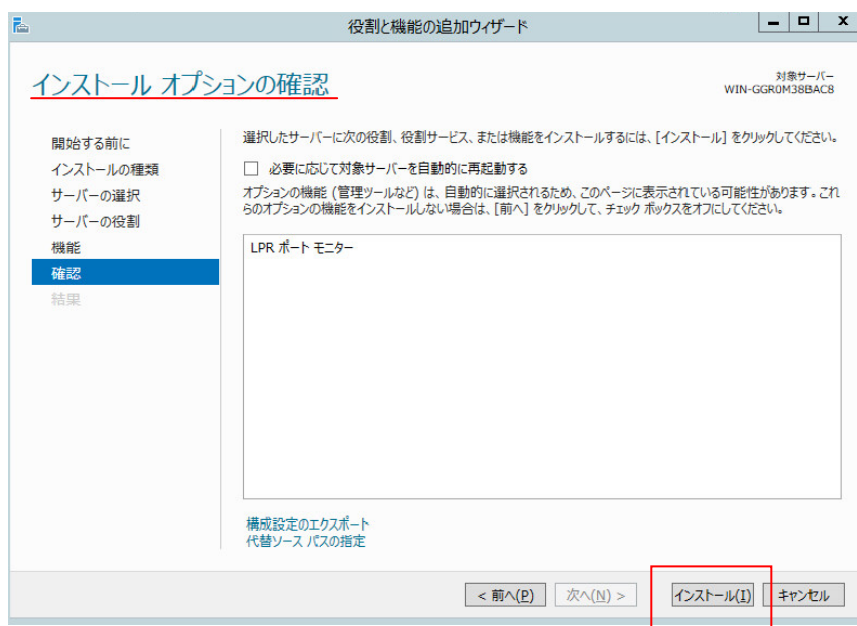 役割と機能の追加ウィザード
インストール オプションの確認
対象サーバー
WIN-GGR0M38BAC8
開始する前に
インストールの種類
サーバーの選択
サーバーの役割
機能
確認
結果
選択したサーバーに次の役割、役割サービス、または機能をインストールするには、[インストール] をクリックしてください。
必要に応じて対象サーバーを自動的に再起動する
オプションの機能 (管理ツールなど) は、自動的に選択されるため、このページに表示されている可能性があります。これ
らのオプションの機能をインストールしない場合は、[前へ] をクリックして、チェック ボックスをオフにしてください。
LPR ポート モニター
構成設定のエクスポート
代替ソース パスの指定
< 前へ(P) 次へ(N) > インストール(I) キャンセル